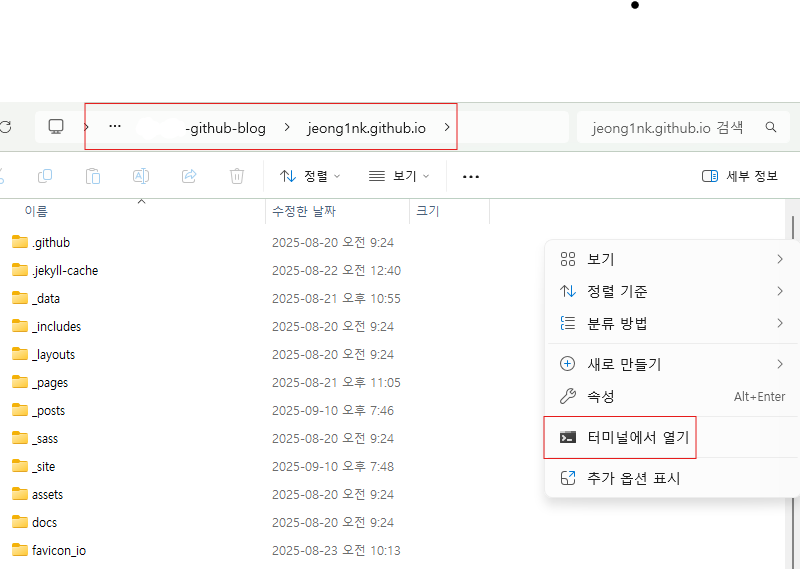 ··· -github-blog > jeong1nk.github.io >
jeong1nk.github.io 검색
정렬 보기 ··· 세부 정보
이름 수정한 날짜 크기
.github 2025-08-20 오전 9:24
.jekyll-cache 2025-08-22 오전 12:40
_data 2025-08-21 오후 10:55
_includes 2025-08-20 오전 9:24
_layouts 2025-08-20 오전 9:24
_pages 2025-08-21 오후 11:05
_posts 2025-09-10 오후 7:46
_sass 2025-08-20 오전 9:24
_site 2025-09-10 오후 7:48
assets 2025-08-20 오전 9:24
docs 2025-08-20 오전 9:24
favicon_io 2025-08-23 오전 10:13
보기
정렬 기준
분류 방법
새로 만들기
속성 Alt+Enter
터미널에서 열기
추가 옵션 표시